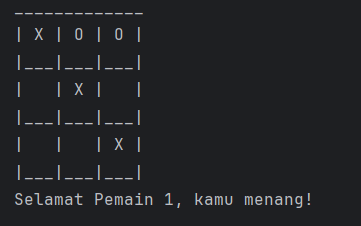 _____________
| X | O | O |
|___|___|___|
|   | X |   |
|___|___|___|
|   |   | X |
|___|___|___|
Selamat Pemain 1, kamu menang!